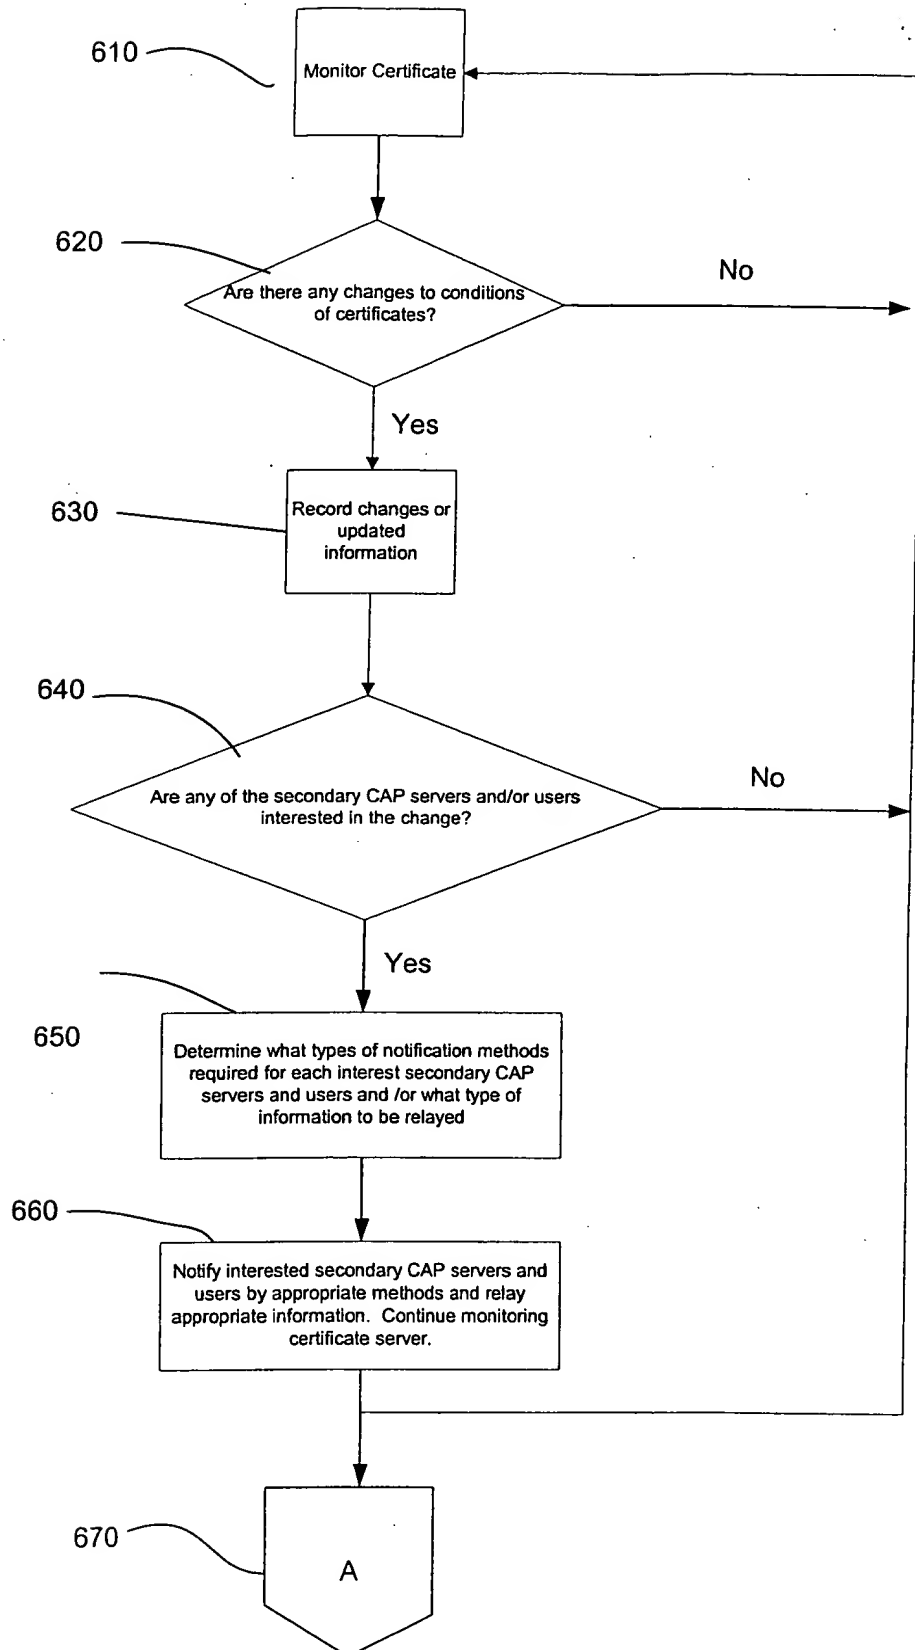 610
Monitor Certificate
620
Are there any changes to conditions
of certificates?
No
Yes
630
Record changes or
updated
information
640
Are any of the secondary CAP servers and/or users
interested in the change?
No
Yes
650
Determine what types of notification methods
required for each interest secondary CAP
servers and users and /or what type of
information to be relayed
660
Notify interested secondary CAP servers and
users by appropriate methods and relay
appropriate information. Continue monitoring
certificate server.
670
A